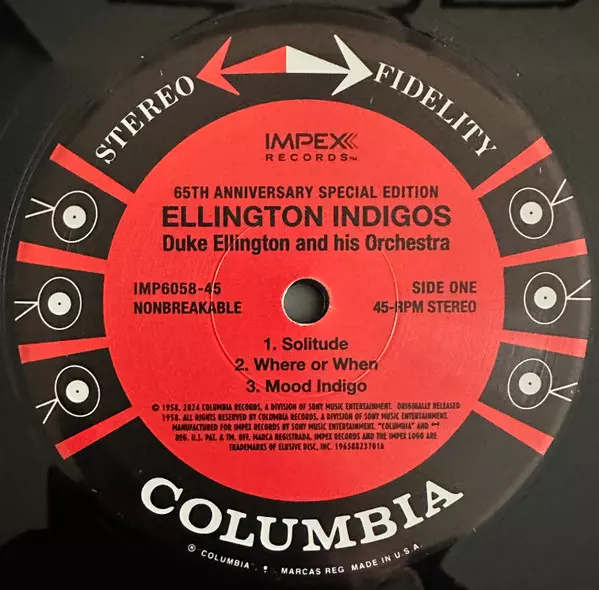 STEREO FIDELITY
IMPEX
RECORDS™
65TH ANNIVERSARY SPECIAL EDITION
ELLINGTON INDIGOS
Duke Ellington and his Orchestra
IMP6058-45 SIDE ONE
NONBREAKABLE 45-RPM STEREO
1. Solitude
2. Where or When
3. Mood Indigo
© 1958, 2024 COLUMBIA RECORDS, A DIVISION OF SONY MUSIC ENTERTAINMENT. ORIGINALLY RELEASED
1958. ALL RIGHTS RESERVED BY COLUMBIA RECORDS, A DIVISION OF SONY MUSIC ENTERTAINMENT.
MANUFACTURED FOR IMPEX RECORDS BY SONY MUSIC ENTERTAINMENT. "COLUMBIA" AND
REG. U.S. PAT. & TM. OFF. MARCA REGISTRADA. IMPEX RECORDS AND THE IMPEX LOGO ARE
TRADEMARKS OF ELUSIVE DISC, INC. 19658823701A
COLUMBIA
® "COLUMBIA", MARCAS REG. MADE IN U.S.A.